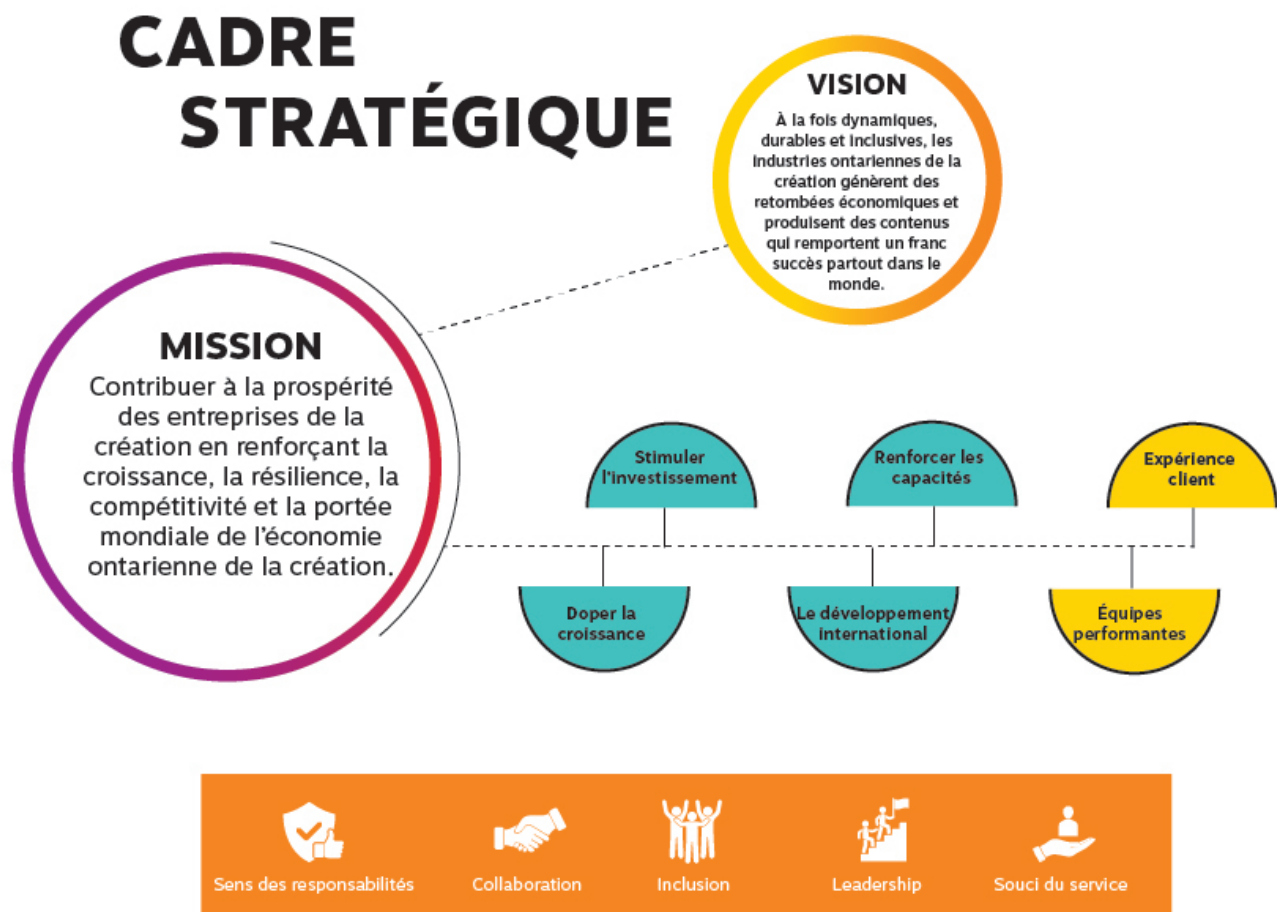 CADRE
STRATÉGIQUE
VISION
À la fois dynamiques,
durables et inclusives, les
industries ontariennes de la
création génèrent des
retombées économiques et
produisent des contenus
qui remportent un franc
succès partout dans le
monde.
MISSION
Contribuer à la prospérité
des entreprises de la
création en renforçant la
croissance, la résilience, la
compétitivité et la portée
mondiale de l'économie
ontarienne de la création.
Stimuler
l'investissement
Renforcer les
capacités
Expérience
client
Doper la
croissance
Le développement
international
Équipes
performantes
Sens des responsabilités
Collaboration
Inclusion
Leadership
Souci du service